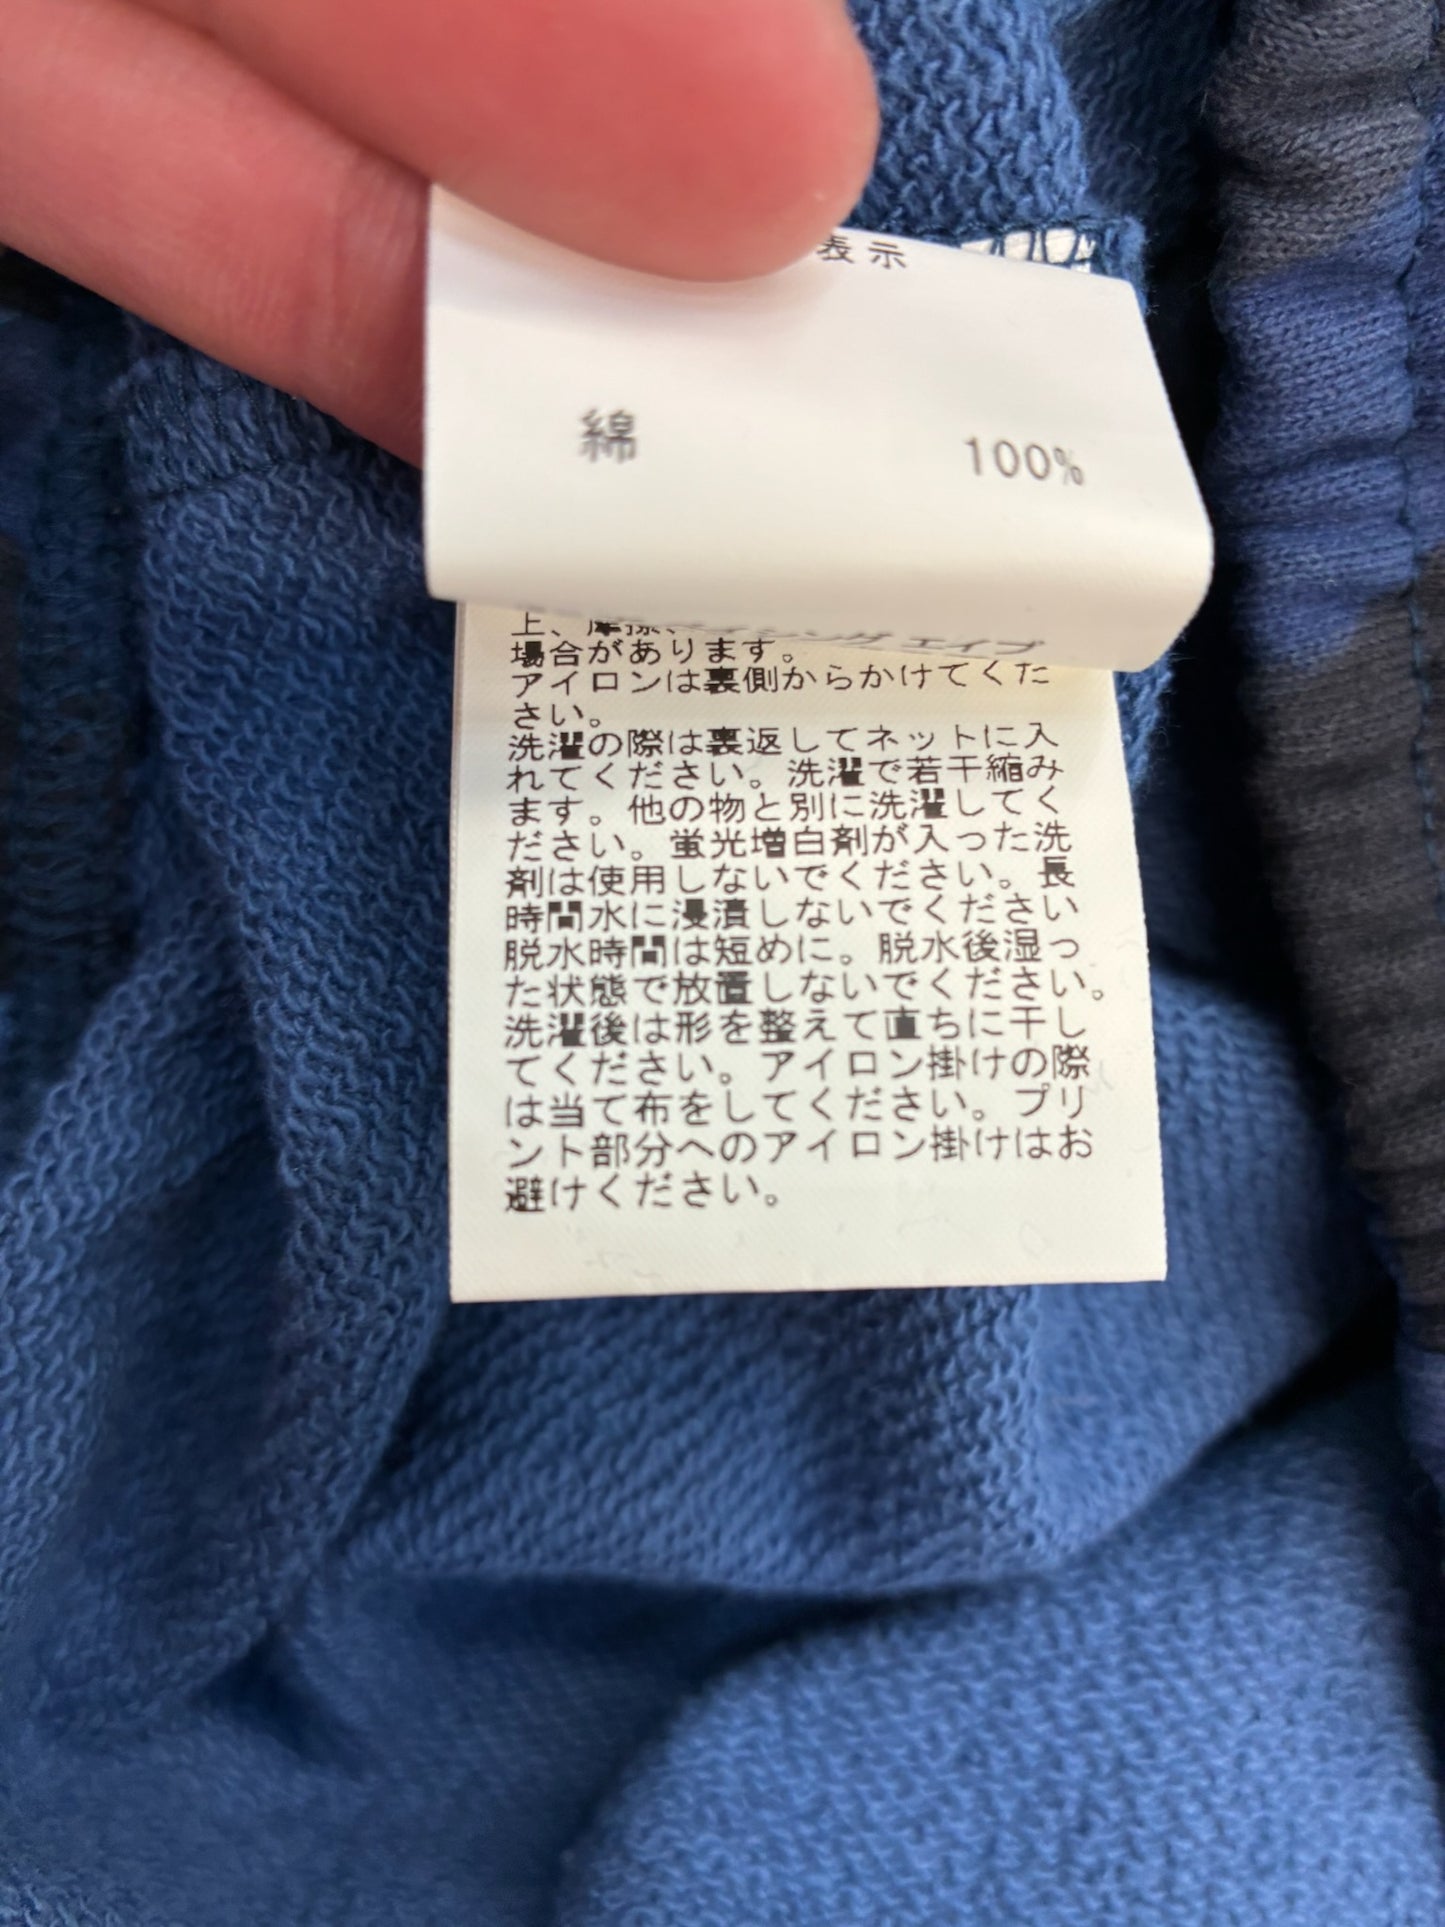 表示
綿 100%
上、摩擦、
場合があります。
アイロンは裏側からかけてくだ
さい。
洗濯の際は裏返してネットに入
れてください。洗濯で若干縮み
ます。他の物と別に洗濯してく
ださい。蛍光増白剤が入った洗
剤は使用しないでください。長
時間水に浸漬しないでください
脱水時間は短めに。脱水後湿っ
た状態で放置しないでください。
洗濯後は形を整えて直ちに干し
てください。アイロン掛けの際
は当て布をしてください。プリ
ント部分へのアイロン掛けはお
避けください。